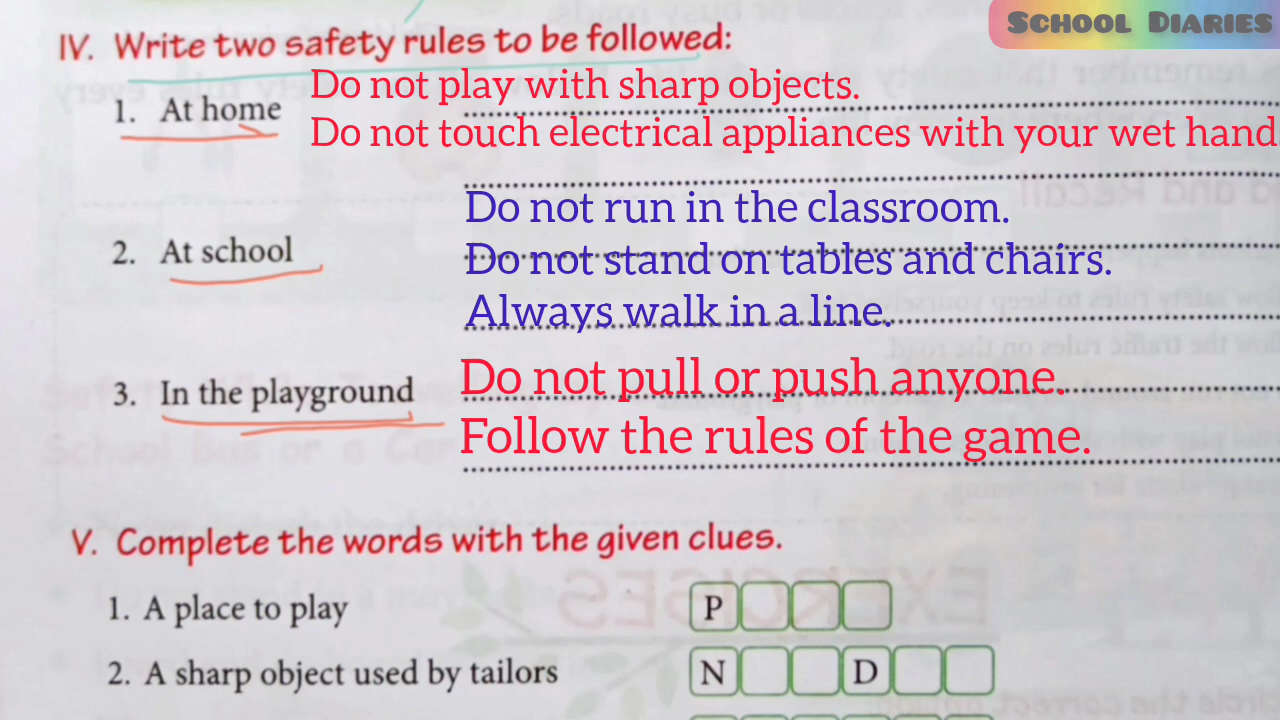 School Diaries
IV. Write two safety rules to be followed:
1. At home
Do not play with sharp objects.
Do not touch electrical appliances with your wet hand
2. At school
Do not run in the classroom.
Do not stand on tables and chairs.
Always walk in a line.
3. In the playground
Do not pull or push anyone.
Follow the rules of the game.
V. Complete the words with the given clues.
1. A place to play P
2. A sharp object used by tailors N D